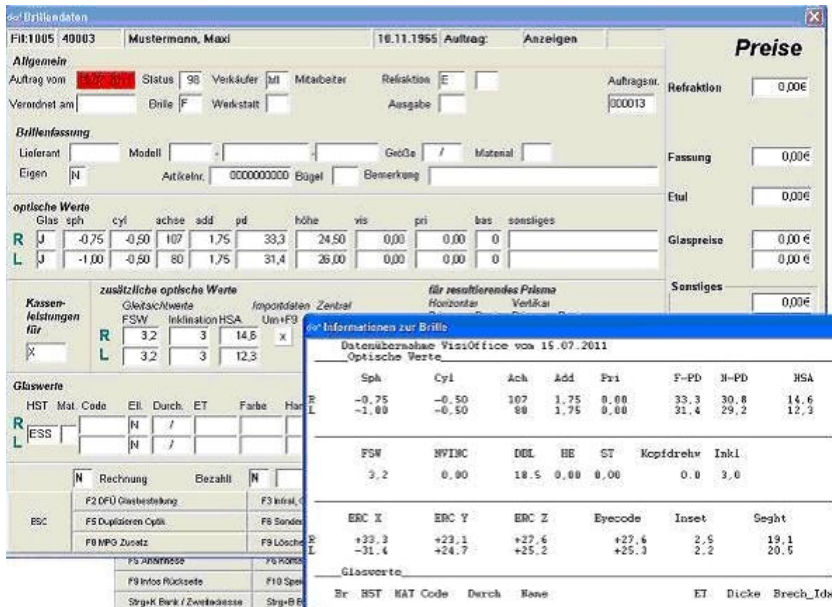 Brillendaten
Fil:1005 40003 Mustermann, Maxi 10.11.1965 Auftrag: Anzeigen
Preise
Allgemein
Auftrag vom Status 98 Verkäufer MI Mitarbeiter Refraktion E Auftragsnr. Refraktion 0,00€
Verordnet am Brille F Werkstatt Ausgabe 000013
Brillenfassung
Lieferant Modell - - Größe / Material Fassung 0,00€
Eigen N Artikelnr. 0000000000 Bügel Bemerkung
Etui 0,00€
optische Werte
Glas sph cyl achse add pd höhe vis pri bas sonstiges
R J -0,75 -0,50 107 1,75 33,3 24,50 0,00 0,00 0 Glaspreise 0,00 €
L J -1,00 -0,50 80 1,75 31,4 26,00 0,00 0,00 0 0,00 €
Kassen-leistungen für
X
zusätzliche optische Werte für resultierendes Prisma Sonstiges
Gleitsichtwerte Importdaten Zentral Horizontal Vertikal 0,00€
FSW Inklination HSA Um+F9
R 3,2 3 14,6 x
L 3,2 3 12,3
Glaswerte
HST Mat. Code Ell. Durch. ET Farbe
R ESS N /
L N /
N Rechnung Bezahlt N
ESC
F2 DFÜ Glasbestellung
F5 Duplizieren Optik
F8 MPG Zusatz F9 Lösche
F9 Infos Rückseite
Strg+K Bank / Zweitadresse
Informationen zur Brille
Datenübernahme VisiOffice vom 15.07.2011
Optische Werte
Sph Cyl Ach Add Pri F-PD N-PD HSA
R -0.75 -0.50 107 1.75 0.00 33.3 30.8 14.6
L -1.00 -0.50 80 1.75 0.00 31.4 29.2 12.3
FSW NVINC DBL HE ST Kopfdrehw Inkl
3,2 0,00 18.5 0,00 0,00 0.0 3,0
ERC X ERC Y ERC Z Eyecode Inset Seght
R +33.3 +23.1 +27.6 +27.6 2,5 19.1
L -31.4 +24.7 +25.2 +25.3 2.2 20.5
Glaswerte
Br HST MAT Code Durch Name ET Dicke